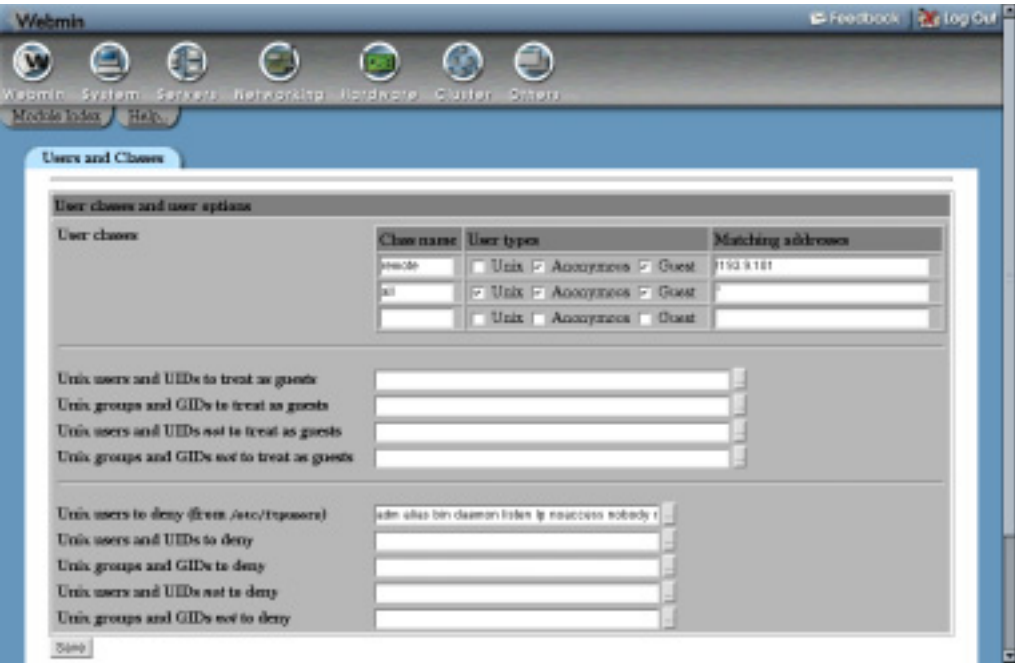 Webmin
Feedback Log Out
Webmin System Servers Networking Hardware Cluster Others
Module Index Help..
Users and Classes
User classes and user options
User classes
Class name User types Matching addresses
remote Unix Anonymous Guest
all Unix Anonymous Guest *
Unix Anonymous Guest
Unix users and UIDs to treat as guests ...
Unix groups and GIDs to treat as guests ...
Unix users and UIDs not to treat as guests ...
Unix groups and GIDs not to treat as guests ...
Unix users to deny (from /etc/ftpusers) adm alias bin daemon listen lp noaccess nobody ...
Unix users and UIDs to deny ...
Unix groups and GIDs to deny ...
Unix users and UIDs not to deny ...
Unix groups and GIDs not to deny ...
Save